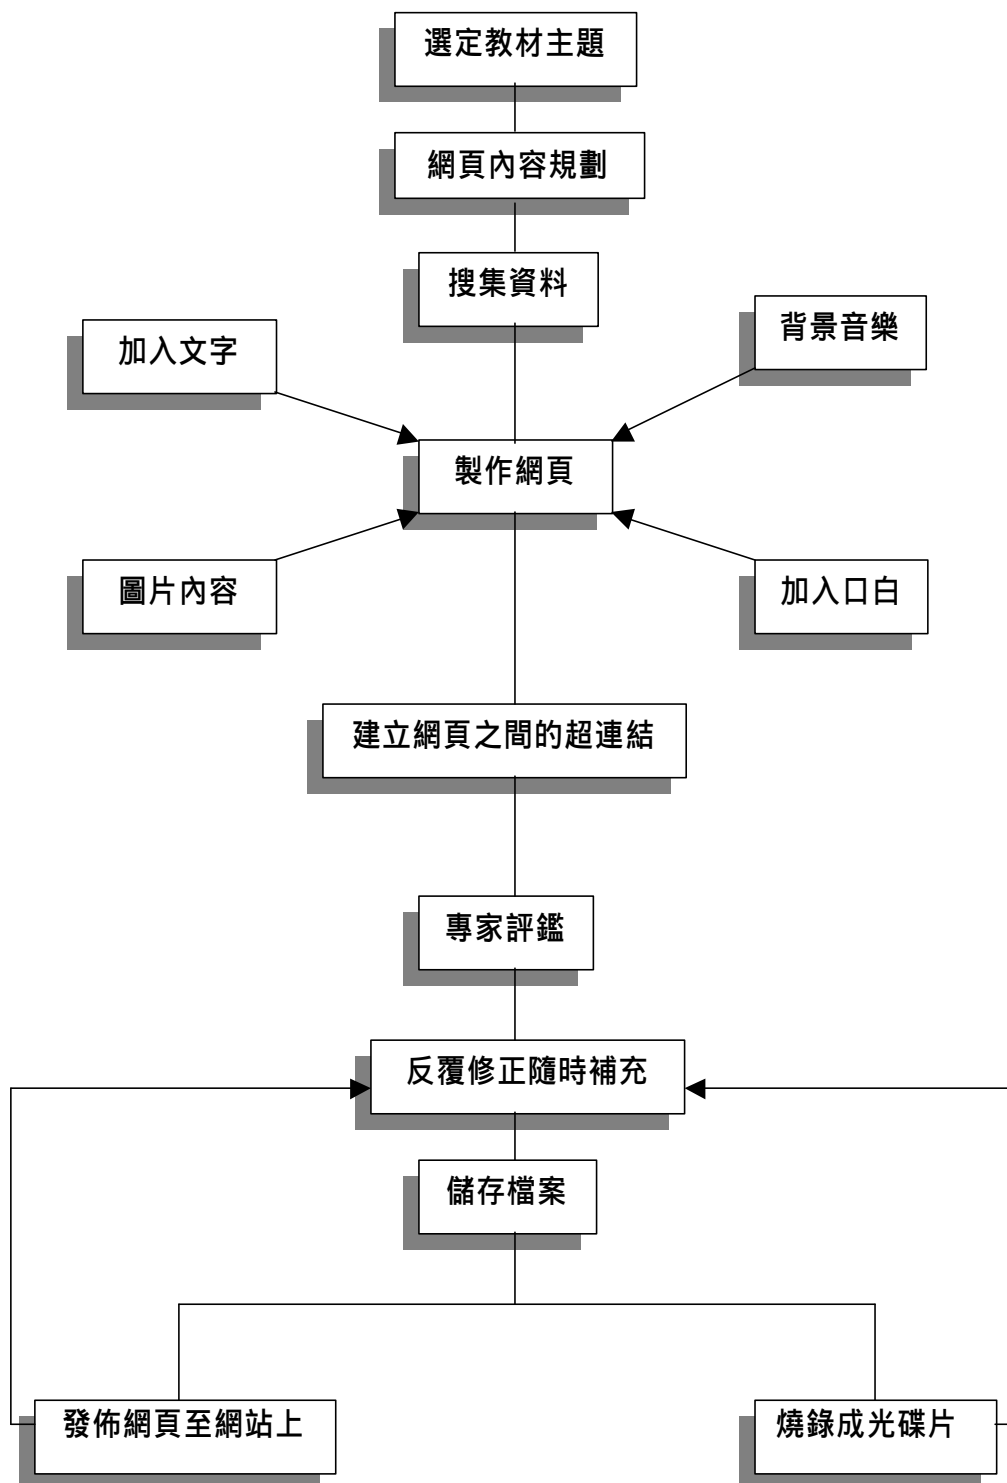 選定教材主題
網頁內容規劃
搜集資料
加入文字
背景音樂
製作網頁
圖片內容
加入口白
建立網頁之間的超連結
專家評鑑
反覆修正隨時補充
儲存檔案
發佈網頁至網站上
燒錄成光碟片